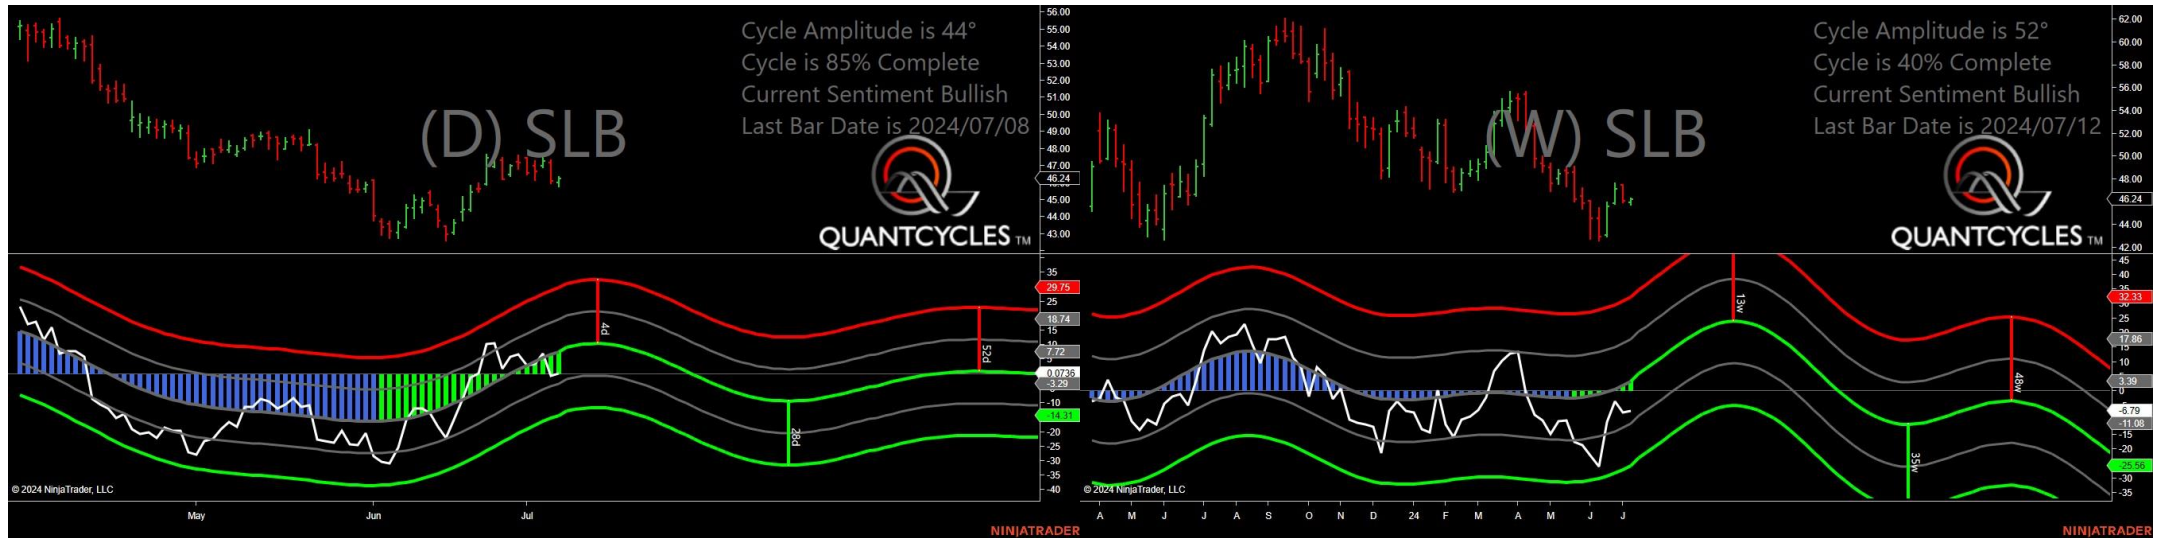 Cycle Amplitude is 44°
Cycle is 85% Complete
Current Sentiment Bullish
Last Bar Date is 2024/07/08
(D) SLB
QUANTCYCLES TM
56.00
55.00
54.00
53.00
52.00
51.00
50.00
49.00
48.00
47.00
46.24
45.00
44.00
43.00
35
29.75
25
18.74
15
7.72
5
0.0736
-3.29
-10
-14.31
-20
-25
-30
-35
-40
4d
28d
52d
© 2024 NinjaTrader, LLC
May Jun Jul
NINJATRADER
Cycle Amplitude is 52°
Cycle is 40% Complete
Current Sentiment Bullish
Last Bar Date is 2024/07/12
(W) SLB
QUANTCYCLES TM
62.00
60.00
58.00
56.00
54.00
52.00
50.00
48.00
46.24
44.00
42.00
45
40
35
32.33
25
17.86
10
3.39
0
-6.79
-11.08
-15
-20
-25.56
-30
-35
13w
35w
48w
© 2024 NinjaTrader, LLC
A M J J A S O N D 24 F M A M J J
NINJATRADER